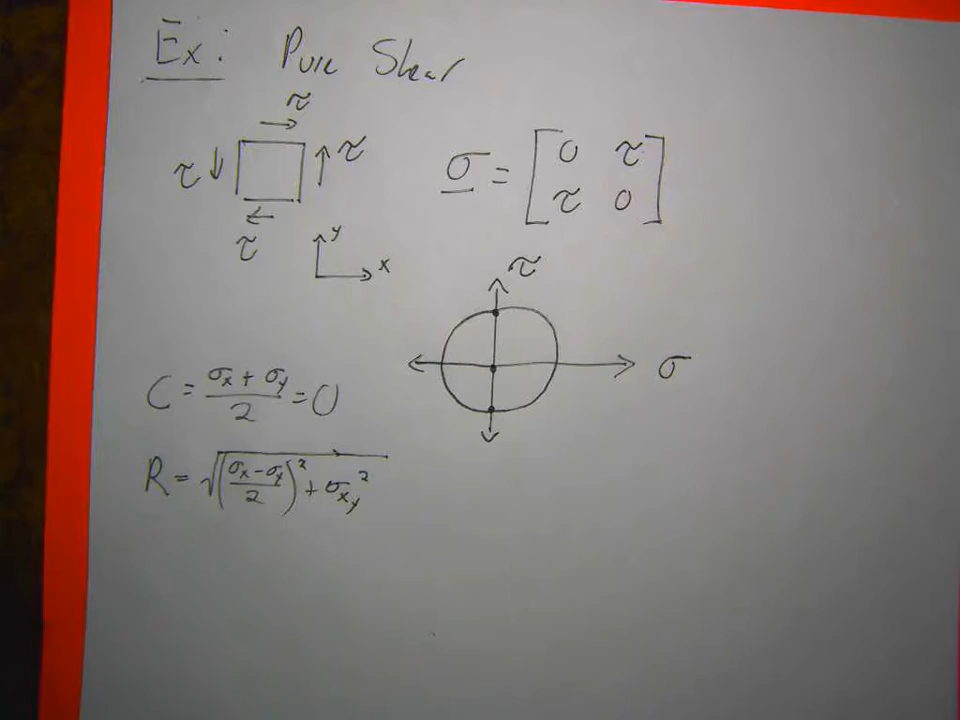 Ex: Pure Shear
τ
τ τ
τ
y
x
σ = [0 τ
τ 0]
τ
σ
C = (σx + σy)/2 = 0
R = √(((σx - σy)/2)² + σxy²)